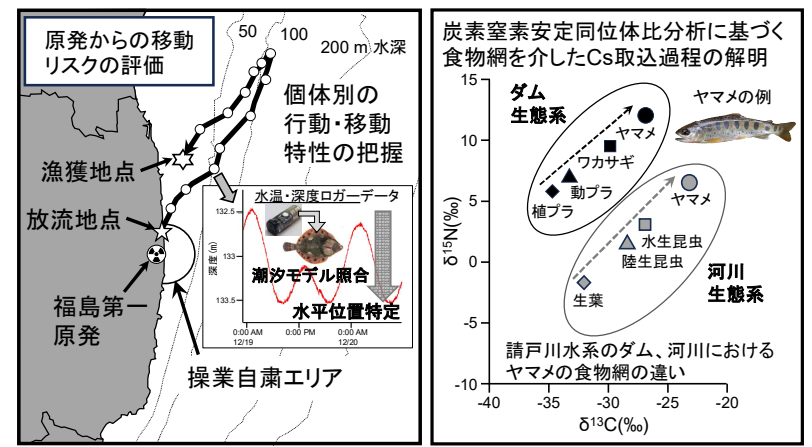 原発からの移動
リスクの評価
50
100
200 m 水深
個体別の
行動・移動
特性の把握
漁獲地点
放流地点
福島第一
原発
操業自粛エリア
水温・深度ロガーデータ
132.5
133
133.5
深度(m)
潮汐モデル照合
水平位置特定
0:00 AM
12/19
0:00 PM
0:00 AM
12/20
炭素窒素安定同位体比分析に基づく
食物網を介したCs取込過程の解明
15
10
5
0
-5
-10
δ15N(‰)
ダム
生態系
ヤマメ
ワカサギ
動プラ
植プラ
ヤマメの例
ヤマメ
水生昆虫
陸生昆虫
生葉
河川
生態系
請戸川水系のダム、河川における
ヤマメの食物網の違い
-40
-35
-30
-25
-20
δ13C(‰)